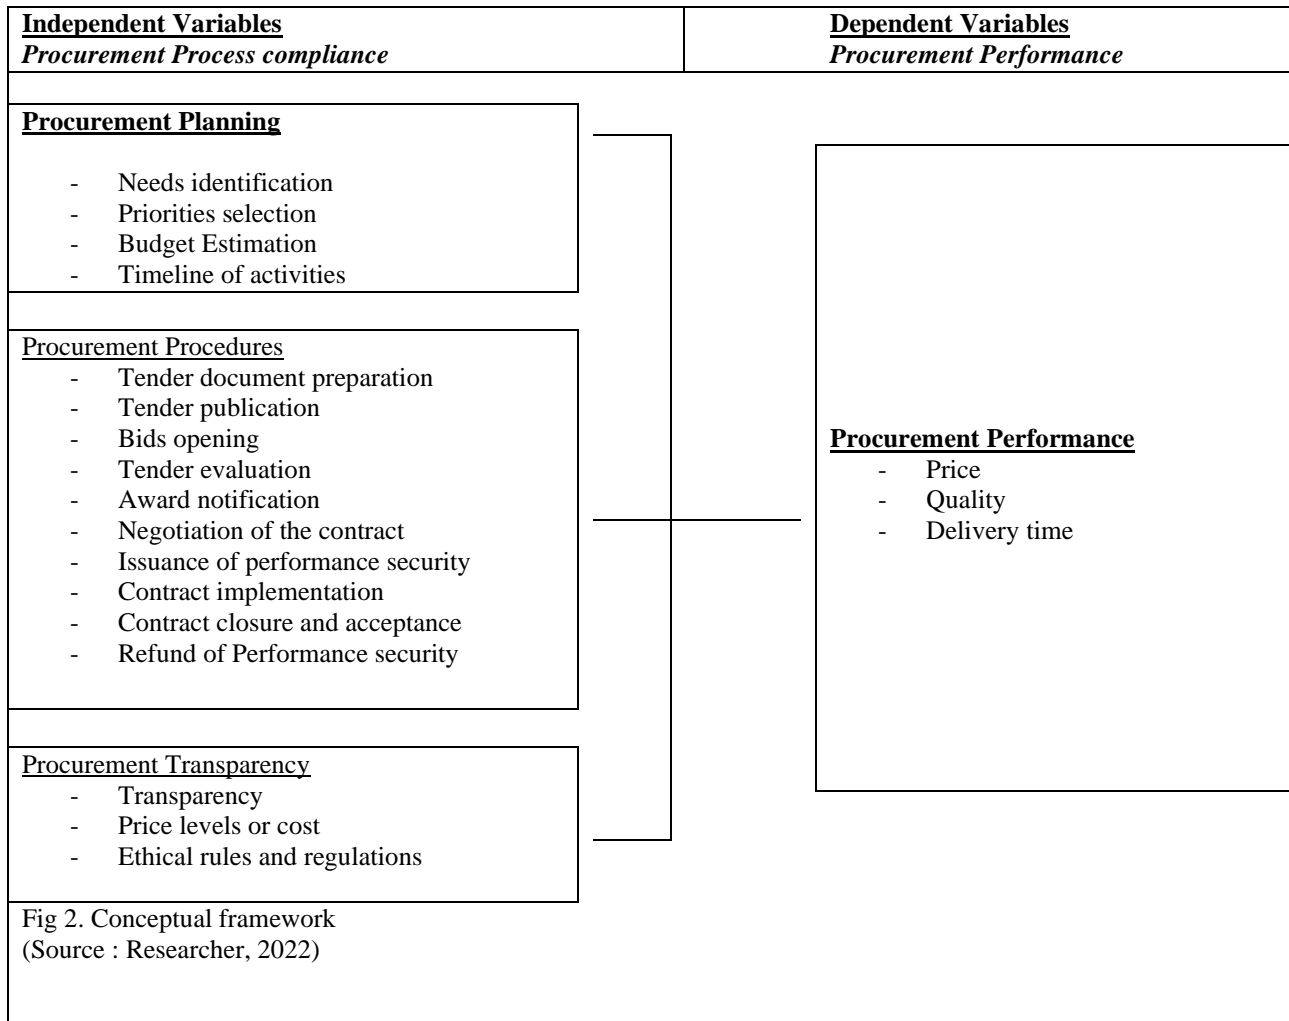 Independent Variables
Procurement Process compliance
Dependent Variables
Procurement Performance
Procurement Planning
- Needs identification
- Priorities selection
- Budget Estimation
- Timeline of activities
Procurement Procedures
- Tender document preparation
- Tender publication
- Bids opening
- Tender evaluation
- Award notification
- Negotiation of the contract
- Issuance of performance security
- Contract implementation
- Contract closure and acceptance
- Refund of Performance security
Procurement Transparency
- Transparency
- Price levels or cost
- Ethical rules and regulations
Procurement Performance
- Price
- Quality
- Delivery time
Fig 2. Conceptual framework
(Source : Researcher, 2022)